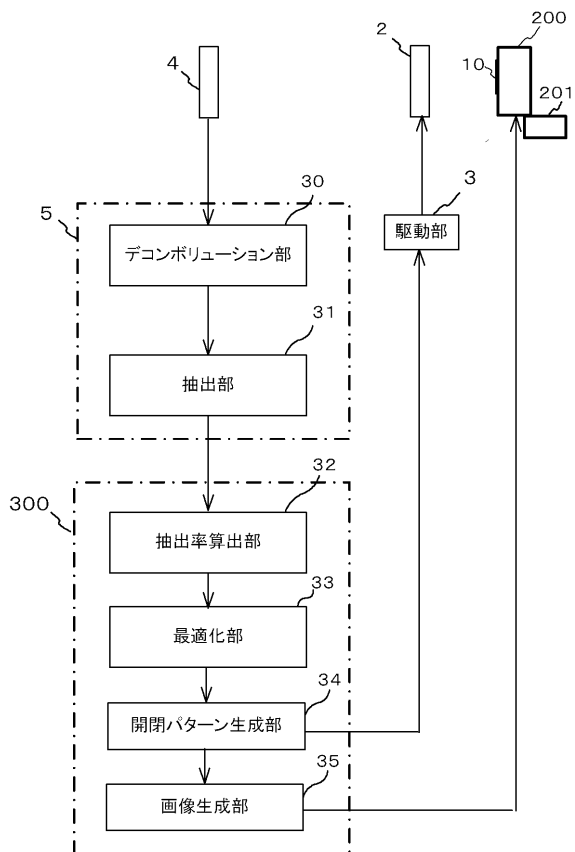 200
2
10
4
201
3
5
30
駆動部
デコンボリューション部
31
抽出部
32
300
抽出率算出部
33
最適化部
34
開閉パターン生成部
35
画像生成部